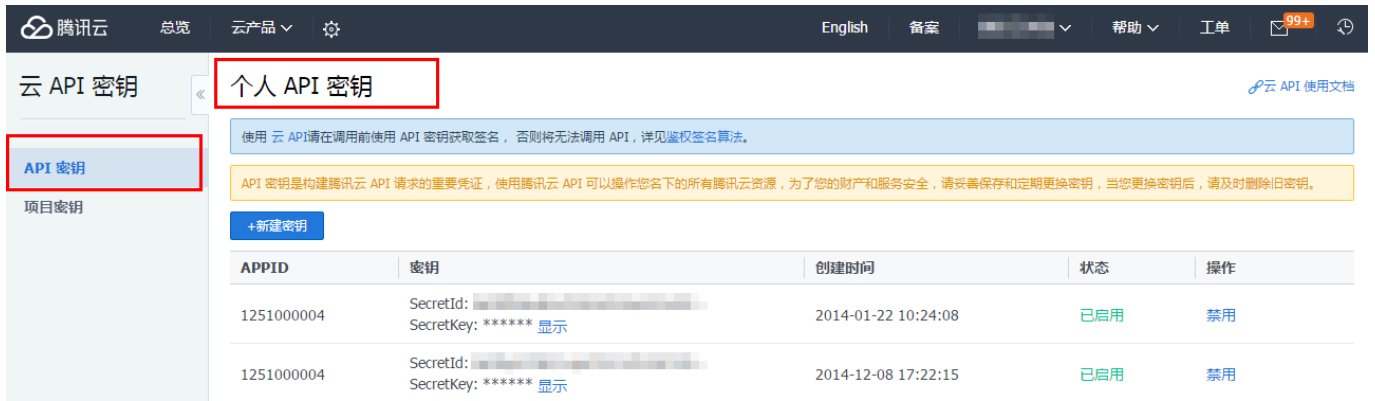 腾讯云 总览 云产品 English 备案 帮助 工单 99+
云 API 密钥
个人 API 密钥
云 API 使用文档
使用 云 API请在调用前使用 API 密钥获取签名， 否则将无法调用 API，详见鉴权签名算法。
API 密钥
API 密钥是构建腾讯云 API 请求的重要凭证，使用腾讯云 API 可以操作您名下的所有腾讯云资源，为了您的财产和服务安全，请妥善保存和定期更换密钥，当您更换密钥后，请及时删除旧密钥。
项目密钥
+新建密钥
APPID 密钥 创建时间 状态 操作
SecretId:
1251000004 2014-01-22 10:24:08 已启用 禁用
SecretKey: ****** 显示
SecretId:
1251000004 2014-12-08 17:22:15 已启用 禁用
SecretKey: ****** 显示